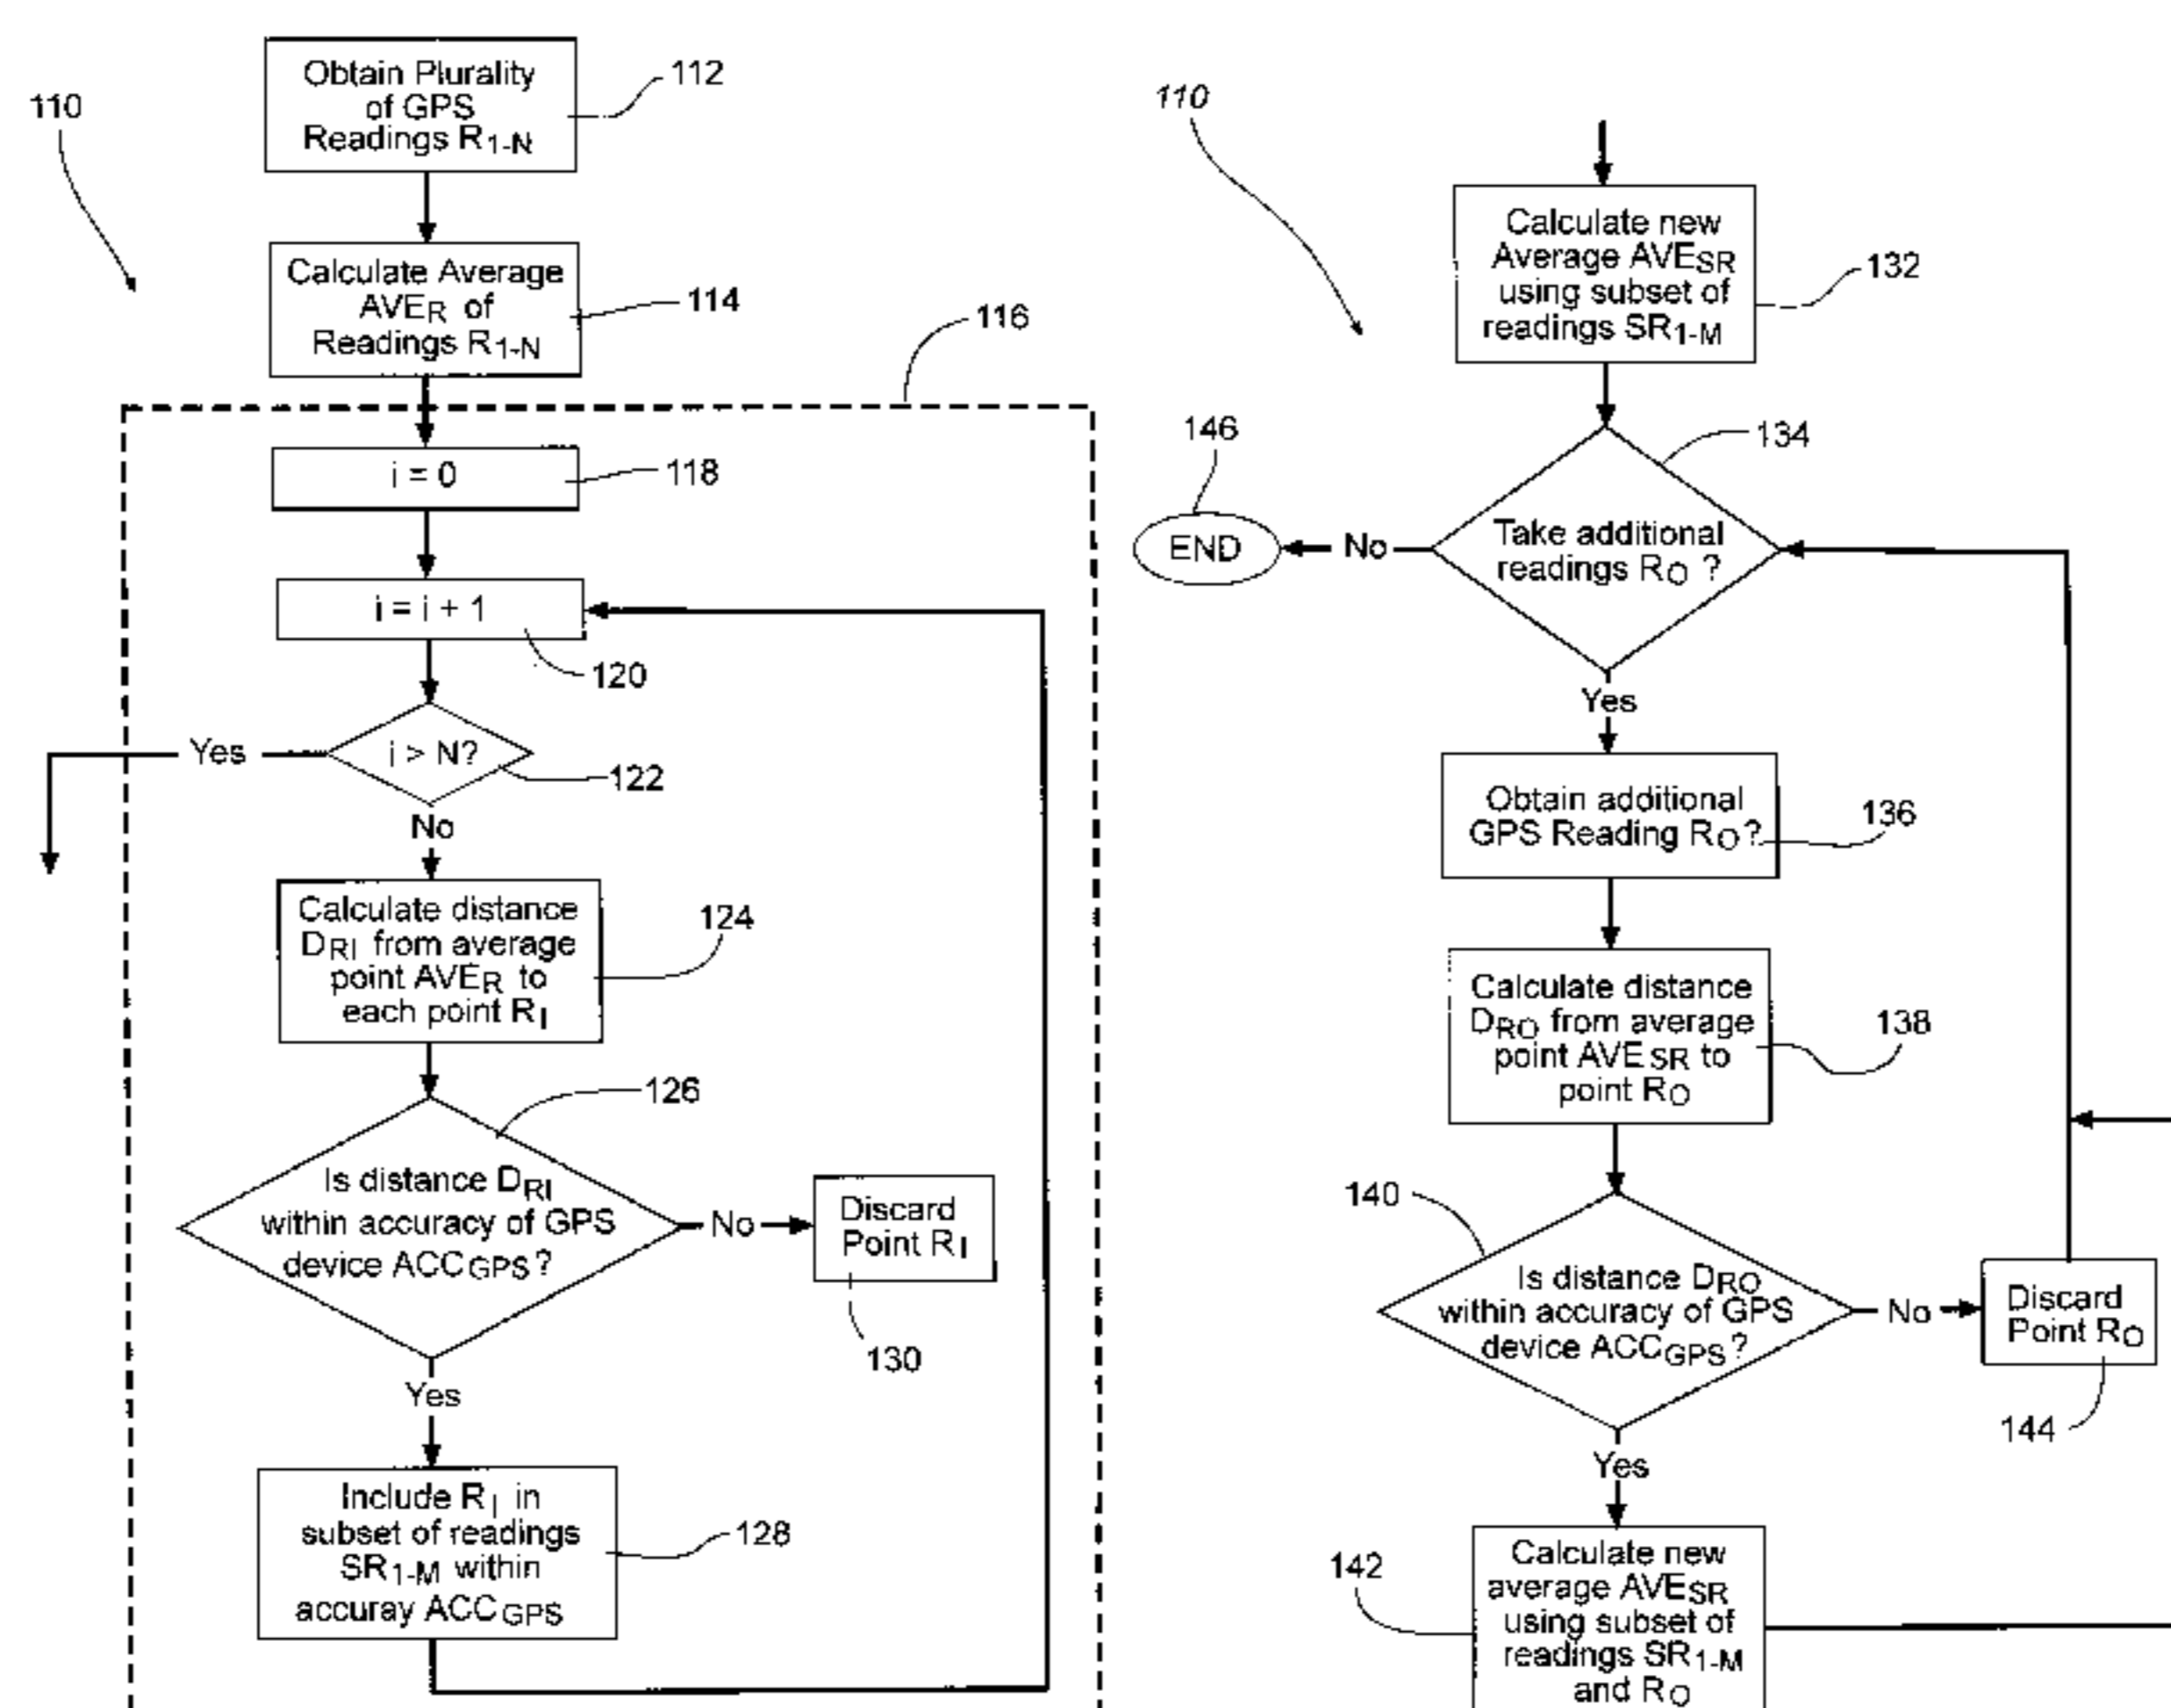 110
Obtain Plurality
of GPS
Readings R1-N
112
Calculate Average
AVER of
Readings R1-N
114
116
i = 0
118
i = i + 1
120
i > N?
122
Yes
No
Calculate distance
DRI from average
point AVER to
each point RI
124
126
Is distance DRI
within accuracy of GPS
device ACCGPS?
No
Discard
Point RI
130
Yes
Include RI in
subset of readings
SR1-M within
accuray ACCGPS
128
110
Calculate new
Average AVESR
using subset of
readings SR1-M
132
134
146
END
No
Take additional
readings RO ?
Yes
Obtain additional
GPS Reading RO?
136
Calculate distance
DRO from average
point AVESR to
point RO
138
140
Is distance DRO
within accuracy of GPS
device ACCGPS?
No
Discard
Point RO
144
Yes
142
Calculate new
average AVESR
using subset of
readings SR1-M
and RO